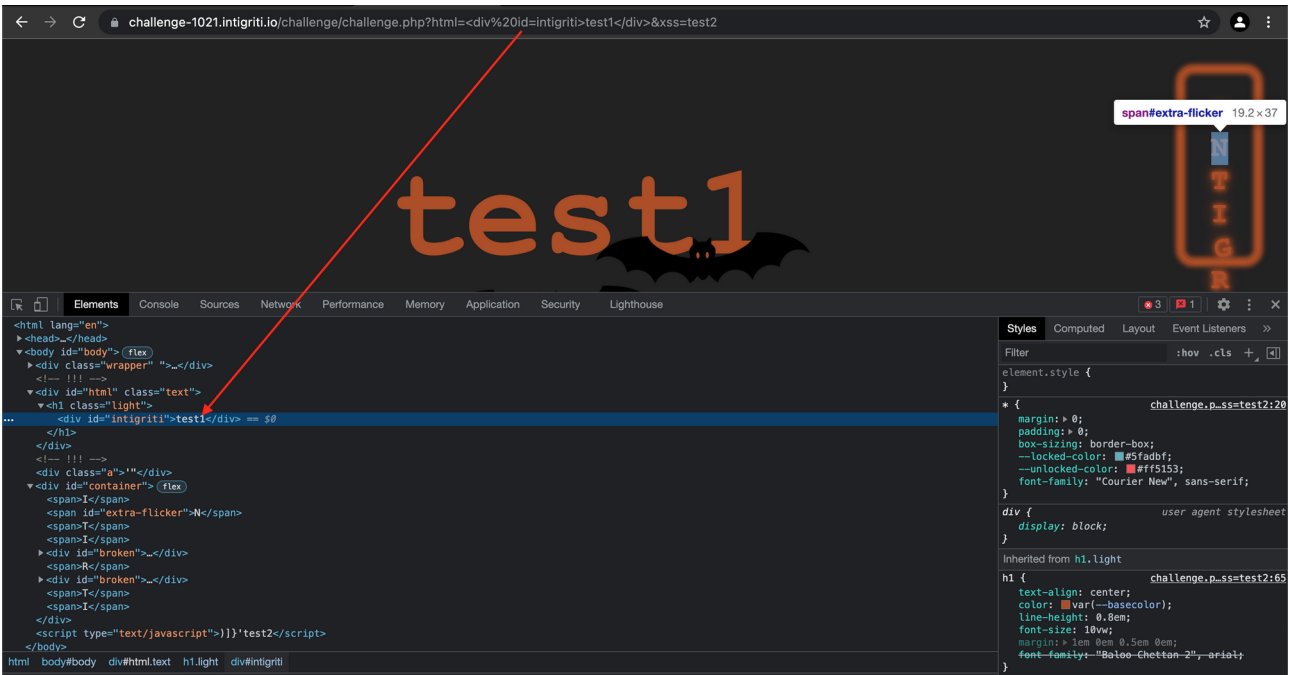 challenge-1021.intigriti.io/challenge/challenge.php?html=<div%20id=intigriti>test1</div>&xss=test2
span#extra-flicker 19.2×37
N
T
I
G
R
test1
Elements Console Sources Network Performance Memory Application Security Lighthouse 3 1
<html lang="en">
▶<head>…</head>
▼<body id="body"> flex
▶<div class="wrapper" ">…</div>
<!-- !!! -->
▼<div id="html" class="text">
▼<h1 class="light">
… <div id="intigriti">test1</div> == $0
</h1>
</div>
<!-- !!! -->
<div class="a">'"</div>
▼<div id="container"> flex
<span>I</span>
<span id="extra-flicker">N</span>
<span>T</span>
<span>I</span>
▶<div id="broken">…</div>
<span>R</span>
▶<div id="broken">…</div>
<span>T</span>
<span>I</span>
</div>
<script type="text/javascript">)]}'test2</script>
</body>
html body#body div#html.text h1.light div#intigriti
Styles Computed Layout Event Listeners »
Filter :hov .cls +
element.style {
}
* { challenge.p…ss=test2:20
margin: ▶ 0;
padding: ▶ 0;
box-sizing: border-box;
--locked-color: #5fadbf;
--unlocked-color: #ff5153;
font-family: "Courier New", sans-serif;
}
div { user agent stylesheet
display: block;
}
Inherited from h1.light
h1 { challenge.p…ss=test2:65
text-align: center;
color: var(--basecolor);
line-height: 0.8em;
font-size: 10vw;
margin: ▶ 1em 0em 0.5em 0em;
font-family: "Baloo Chettan 2", arial;
}